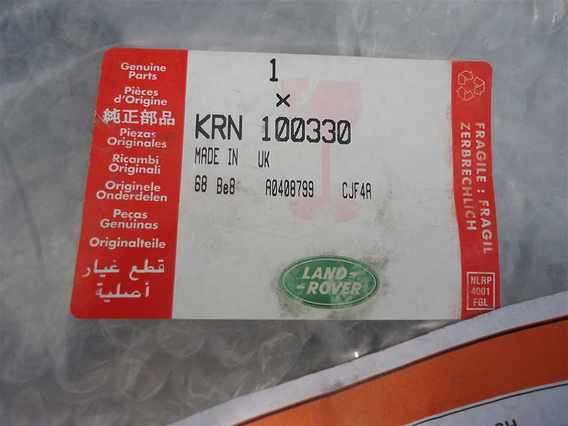 Genuine
Parts
Pièces
d'Origine
純正部品
Piezas
Originales
Ricambi
Originali
Originele
Onderdelen
Peças
Genuinas
Originalteile
قطع غيار
أصلية
1
×
KRN 100330
MADE IN UK
68 Be8 A0408799 CJF4A
LAND-
-ROVER
FRAGILE : FRAGIL
ZERBRECHLICH
NLRP
4001
FGL